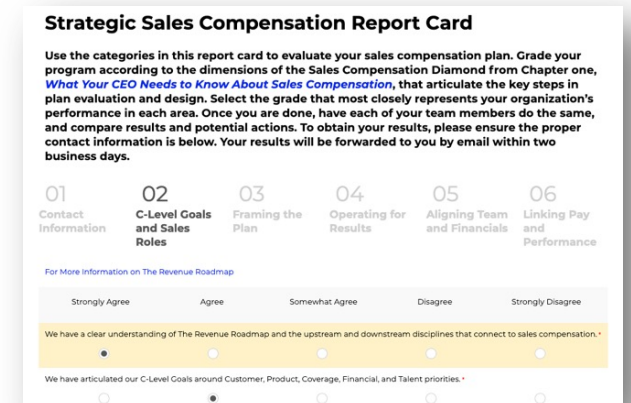 Strategic Sales Compensation Report Card
Use the categories in this report card to evaluate your sales compensation plan. Grade your
program according to the dimensions of the Sales Compensation Diamond from Chapter one,
What Your CEO Needs to Know About Sales Compensation, that articulate the key steps in
plan evaluation and design. Select the grade that most closely represents your organization's
performance in each area. Once you are done, have each of your team members do the same,
and compare results and potential actions. To obtain your results, please ensure the proper
contact information is below. Your results will be forwarded to you by email within two
business days.
01 02 03 04 05 06
Contact C-Level Goals Framing the Operating for Aligning Team Linking Pay
Information and Sales Plan Results and Financials and
Roles Performance
For More Information on The Revenue Roadmap
Strongly Agree Agree Somewhat Agree Disagree Strongly Disagree
We have a clear understanding of The Revenue Roadmap and the upstream and downstream disciplines that connect to sales compensation. *
We have articulated our C-Level Goals around Customer, Product, Coverage, Financial, and Talent priorities. *